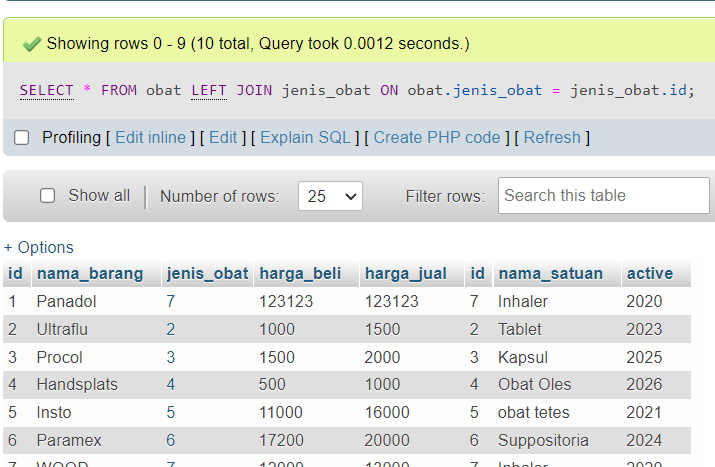 Showing rows 0 - 9 (10 total, Query took 0.0012 seconds.)
SELECT * FROM obat LEFT JOIN jenis_obat ON obat.jenis_obat = jenis_obat.id;
Profiling [ Edit inline ] [ Edit ] [ Explain SQL ] [ Create PHP code ] [ Refresh ]
Show all Number of rows: 25 Filter rows: Search this table
+ Options
id nama_barang jenis_obat harga_beli harga_jual id nama_satuan active
1 Panadol 7 123123 123123 7 Inhaler 2020
2 Ultraflu 2 1000 1500 2 Tablet 2023
3 Procol 3 1500 2000 3 Kapsul 2025
4 Handsplats 4 500 1000 4 Obat Oles 2026
5 Insto 5 11000 16000 5 obat tetes 2021
6 Paramex 6 17200 20000 6 Suppositoria 2024
7 WOOD 7 12000 13000 7 Inhaler 2020